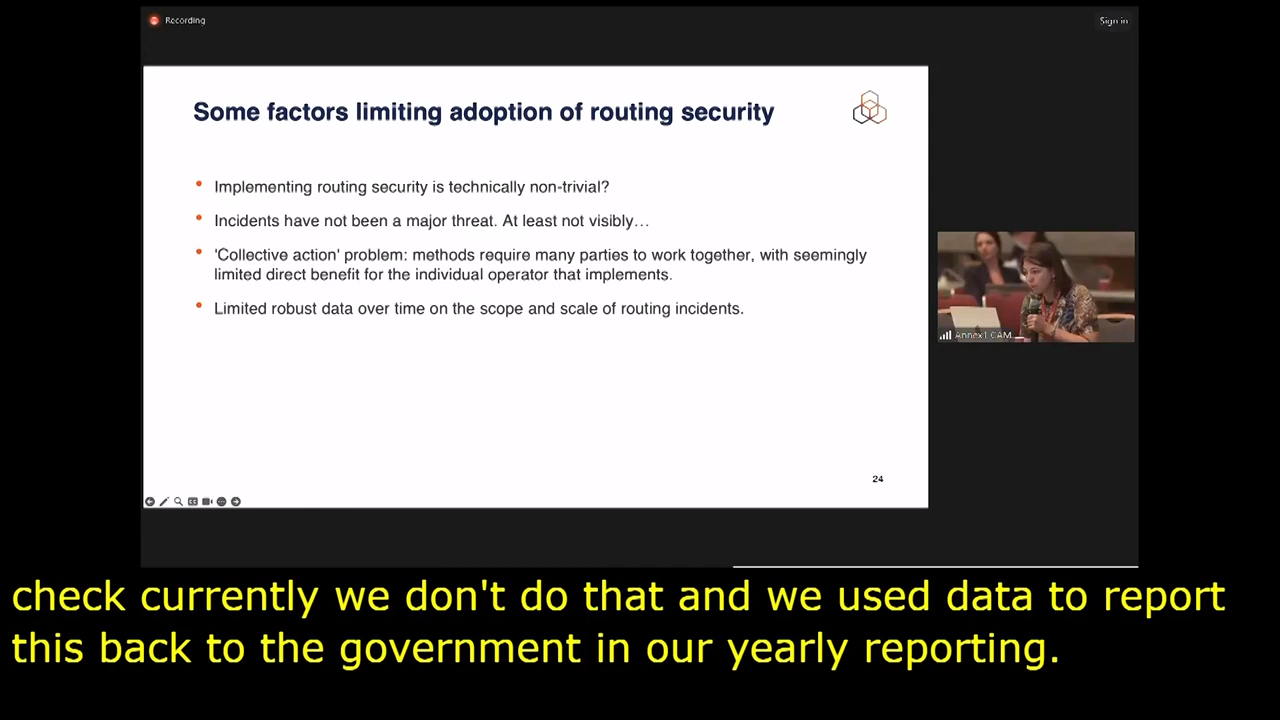 Recording
Sign in
Some factors limiting adoption of routing security
Implementing routing security is technically non-trivial?
Incidents have not been a major threat. At least not visibly…
'Collective action' problem: methods require many parties to work together, with seemingly
limited direct benefit for the individual operator that implements.
Limited robust data over time on the scope and scale of routing incidents.
Annex1 CAM
24
check currently we don't do that and we used data to report
this back to the government in our yearly reporting.